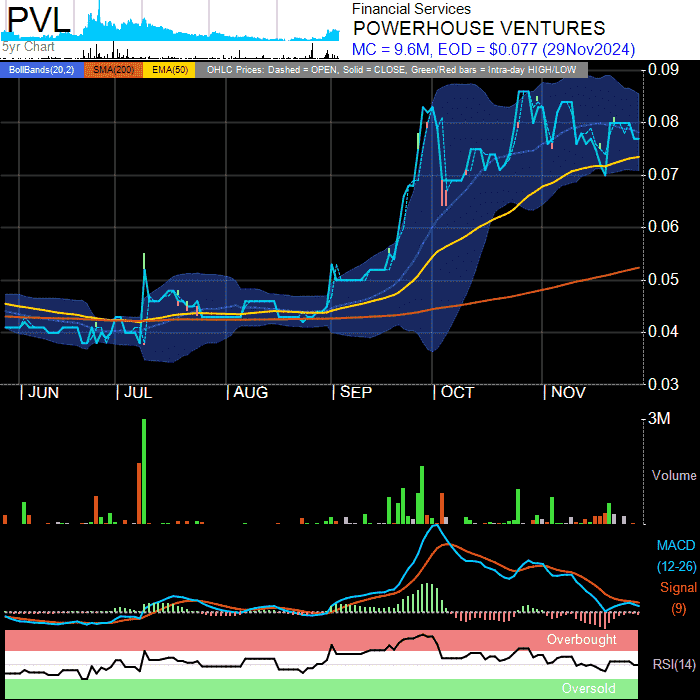 PVL
5yr Chart
Financial Services
POWERHOUSE VENTURES
MC = 9.6M, EOD = $0.077 (29Nov2024)
BollBands(20,2) SMA(200) EMA(50) OHLC Prices: Dashed = OPEN, Solid = CLOSE, Green/Red bars = Intra-day HIGH/LOW
0.09
0.08
0.07
0.06
0.05
0.04
0.03
JUN JUL AUG SEP OCT NOV
3M
Volume
MACD
(12-26)
Signal
(9)
Overbought
RSI(14)
Oversold